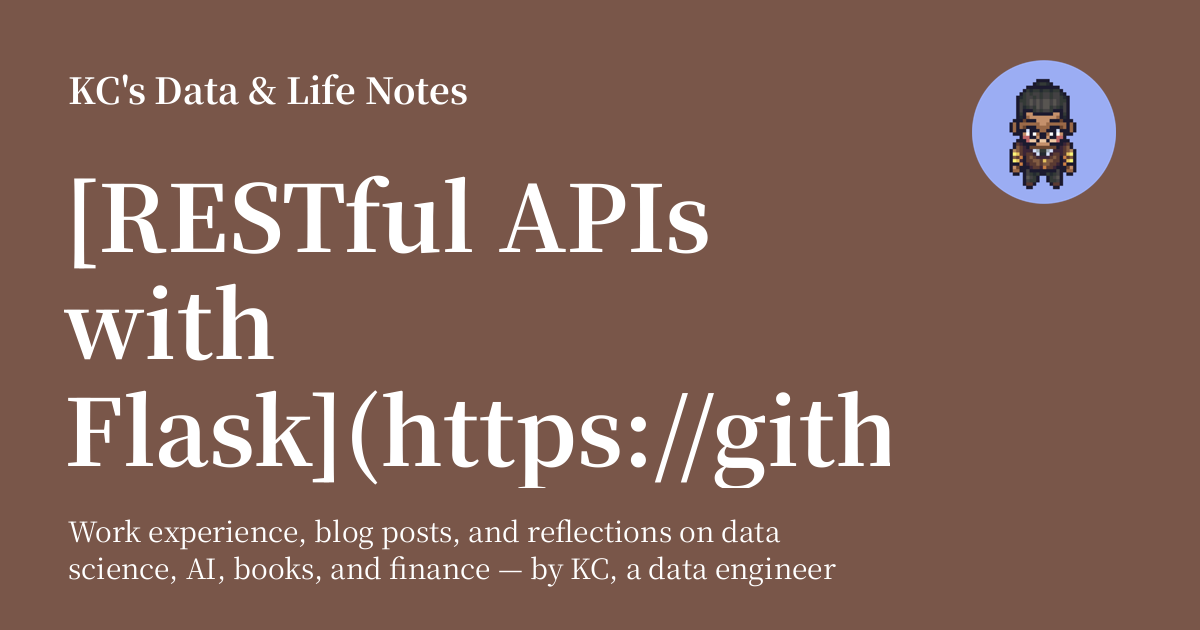 KC's Data & Life Notes
[RESTful APIs
with
Flask](https://gith
Work experience, blog posts, and reflections on data
science, AI, books, and finance — by KC, a data engineer